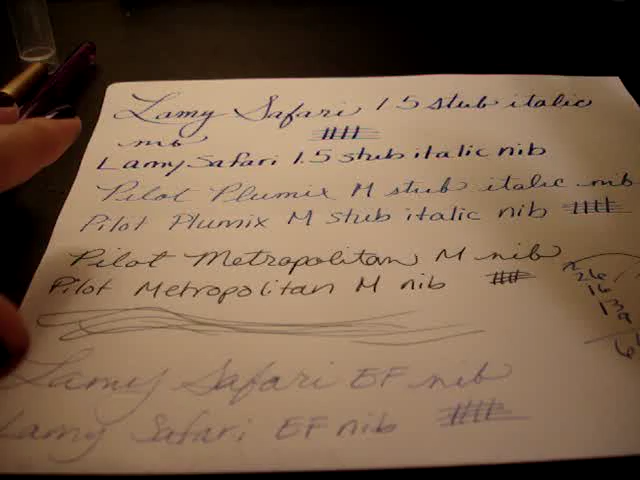 Lamy Safari 1.5 stub italic
nib
Lamy Safari 1.5 stub italic nib
Pilot Plumix M stub italic nib
Pilot Plumix M stub italic nib
Pilot Metropolitan M nib
Pilot Metropolitan M nib
26
16
Lamy Safari EF nib
Lamy Safari EF nib